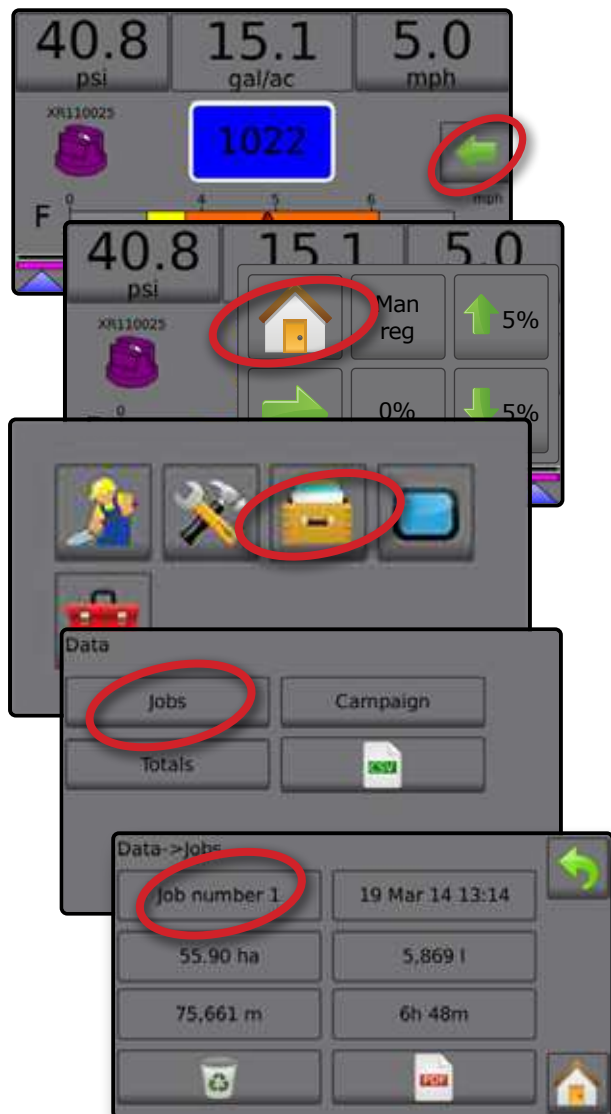 40.8 15.1 5.0
psi gal/ac mph
XR110025
1022
0 4 5 6 mph
F
40.8 15.1 5.0
psi
Man
reg
5%
XR110025
0
0% 5%
Data
Jobs Campaign
Totals CSV
Data->Jobs
Job number 1 19 Mar 14 13:14
55.90 ha 5,869 l
75,661 m 6h 48m
PDF